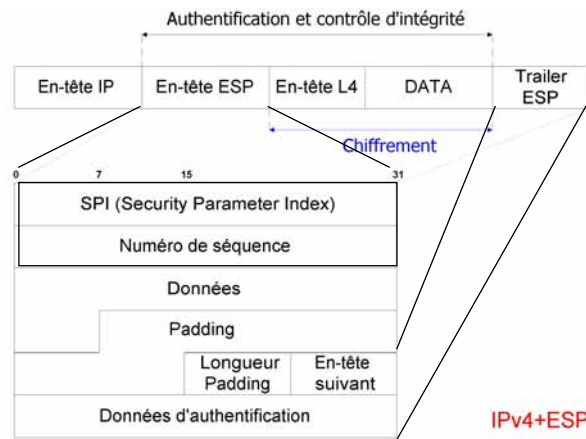 Authentification et contrôle d'intégrité
En-tête IP
En-tête ESP
En-tête L4
DATA
Trailer
ESP
Chiffrement
0 7 15 31
SPI (Security Parameter Index)
Numéro de séquence
Données
Padding
Longueur
Padding
En-tête
suivant
Données d'authentification
IPv4+ESP